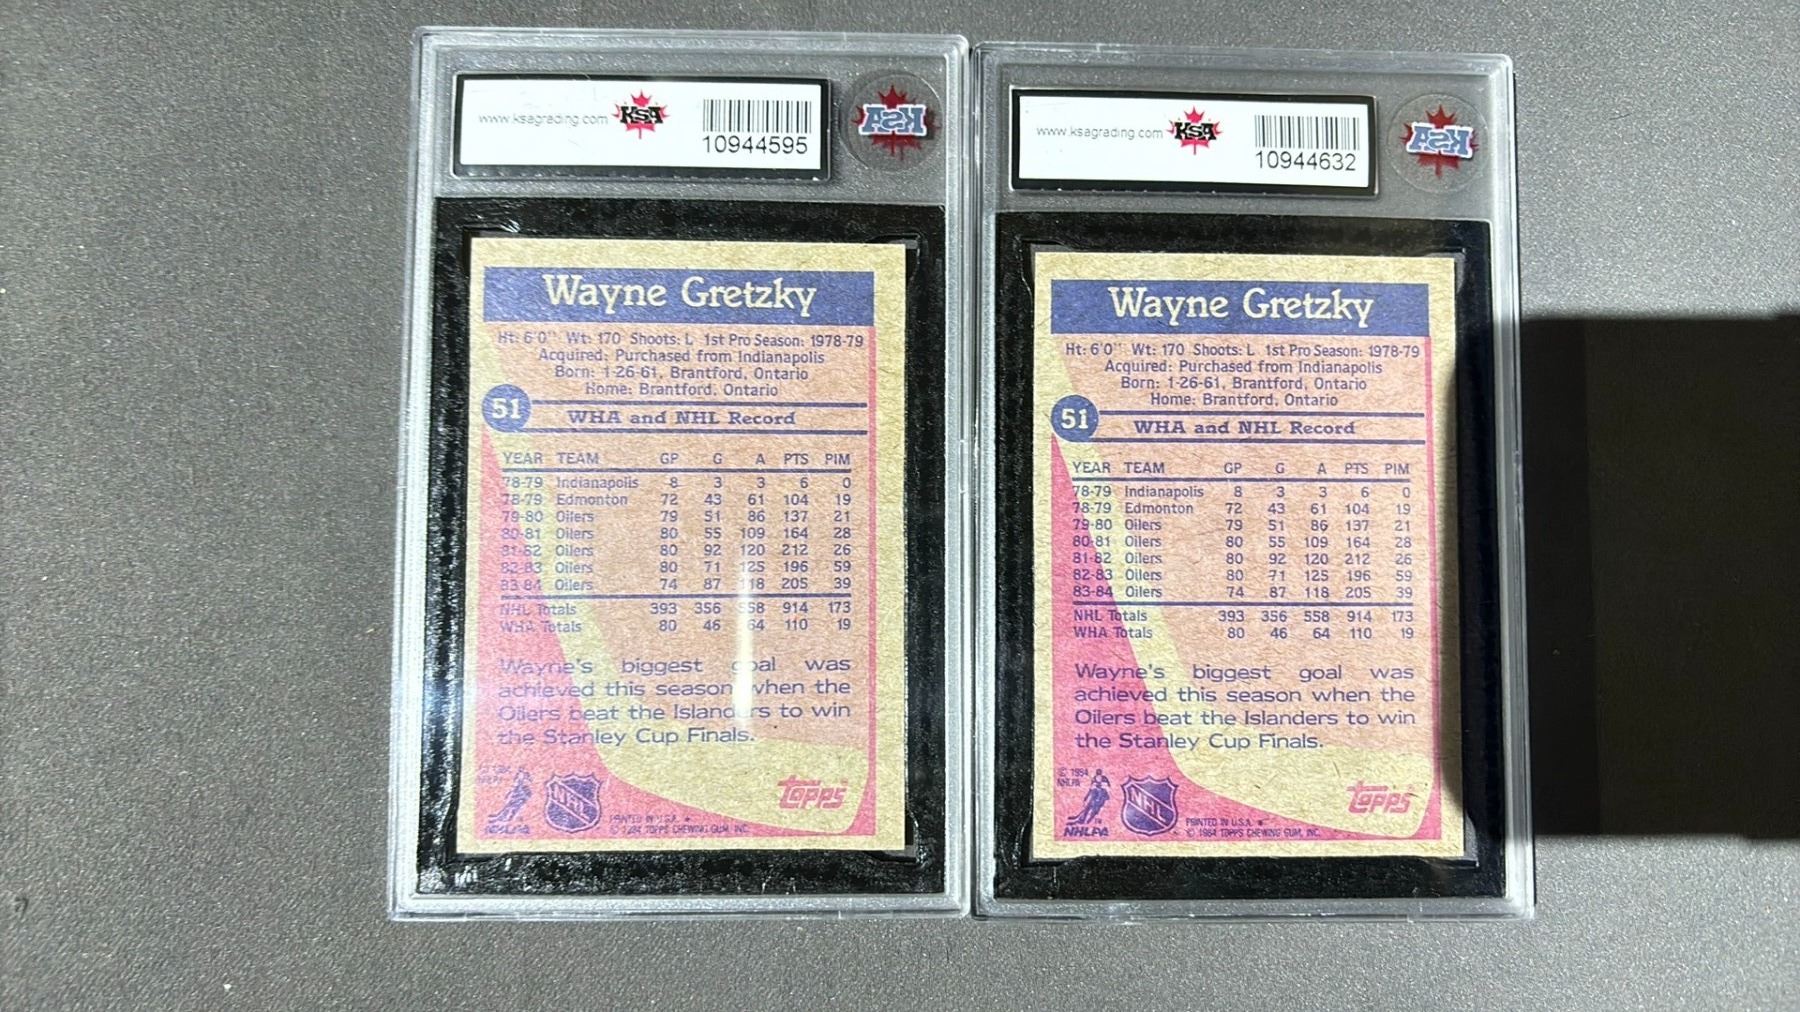 www.ksagrading.com KSA
10944595
KSA
Wayne Gretzky
Ht: 6'0" Wt: 170 Shoots: L 1st Pro Season: 1978-79
Acquired: Purchased from Indianapolis
Born: 1-26-61, Brantford, Ontario
Home: Brantford, Ontario
51
WHA and NHL Record
YEAR TEAM GP G A PTS PIM
78-79 Indianapolis 8 3 3 6 0
78-79 Edmonton 72 43 61 104 19
79-80 Oilers 79 51 86 137 21
80-81 Oilers 80 55 109 164 28
81-82 Oilers 80 92 120 212 26
82-83 Oilers 80 71 125 196 59
83-84 Oilers 74 87 118 205 39
NHL Totals 393 356 558 914 173
WHA Totals 80 46 64 110 19
Wayne's biggest goal was
achieved this season when the
Oilers beat the Islanders to win
the Stanley Cup Finals.
NHLPA
NHL
topps
PRINTED IN U.S.A. *
© 1984 TOPPS CHEWING GUM, INC.
www.ksagrading.com KSA
10944632
KSA
Wayne Gretzky
Ht: 6'0" Wt: 170 Shoots: L 1st Pro Season: 1978-79
Acquired: Purchased from Indianapolis
Born: 1-26-61, Brantford, Ontario
Home: Brantford, Ontario
51
WHA and NHL Record
YEAR TEAM GP G A PTS PIM
78-79 Indianapolis 8 3 3 6 0
78-79 Edmonton 72 43 61 104 19
79-80 Oilers 79 51 86 137 21
80-81 Oilers 80 55 109 164 28
81-82 Oilers 80 92 120 212 26
82-83 Oilers 80 71 125 196 59
83-84 Oilers 74 87 118 205 39
NHL Totals 393 356 558 914 173
WHA Totals 80 46 64 110 19
Wayne's biggest goal was
achieved this season when the
Oilers beat the Islanders to win
the Stanley Cup Finals.
© 1984
NHLPA
NHLPA
NHL
topps
PRINTED IN U.S.A. *
© 1984 TOPPS CHEWING GUM, INC.